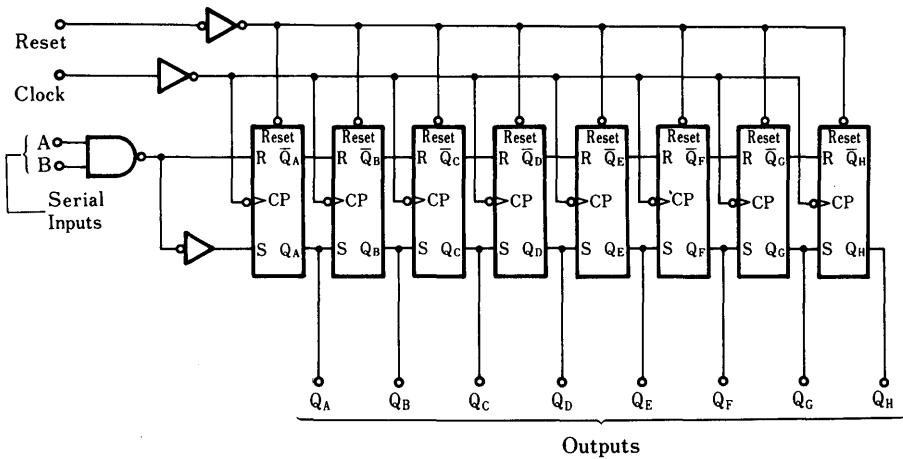 Reset
Clock
A
B
Serial
Inputs
Reset Reset Reset Reset Reset Reset Reset Reset
R Q̅A R Q̅B R Q̅C R Q̅D R Q̅E R Q̅F R Q̅G R Q̅H
CP CP CP CP CP CP CP CP
S QA S QB S QC S QD S QE S QF S QG S QH
QA QB QC QD QE QF QG QH
Outputs